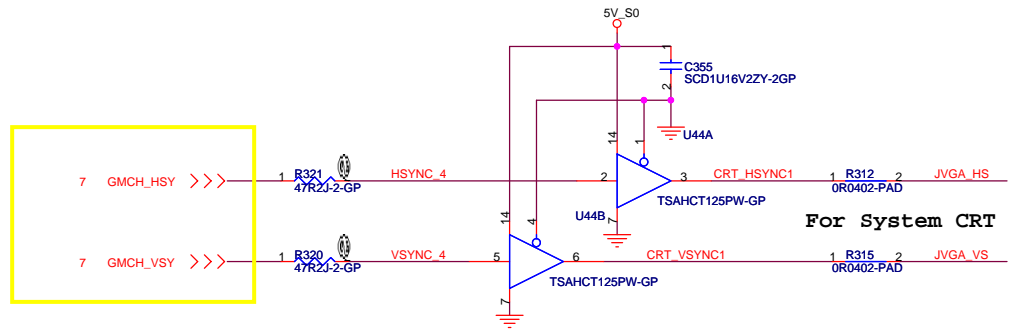 5V_S0
1
C355
SCD1U16V2ZY-2GP
2
14
1
U44A
7 GMCH_HSY
1 R321
47R2J-2-GP
HSYNC_4
2
3
CRT_HSYNC1
1 R312 2
0R0402-PAD
JVGA_HS
TSAHCT125PW-GP
14
4
U44B
7
For System CRT
7 GMCH_VSY
1 R320
47R2J-2-GP
VSYNC_4
5
6
CRT_VSYNC1
1 R315 2
0R0402-PAD
JVGA_VS
TSAHCT125PW-GP
7